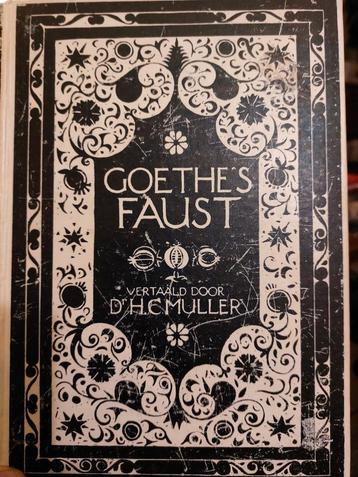 GOETHE'S
FAUST
VERTAALD DOOR
Dr. H.C. MULLER